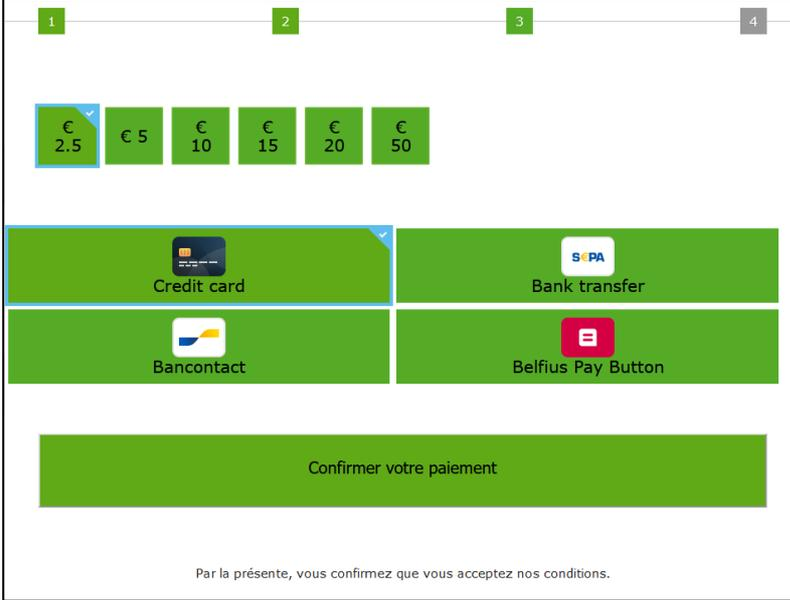 1 2 3 4
€ 2.5 € 5 € 10 € 15 € 20 € 50
Credit card
SEPA
Bank transfer
Bancontact
Belfius Pay Button
Confirmer votre paiement
Par la présente, vous confirmez que vous acceptez nos conditions.